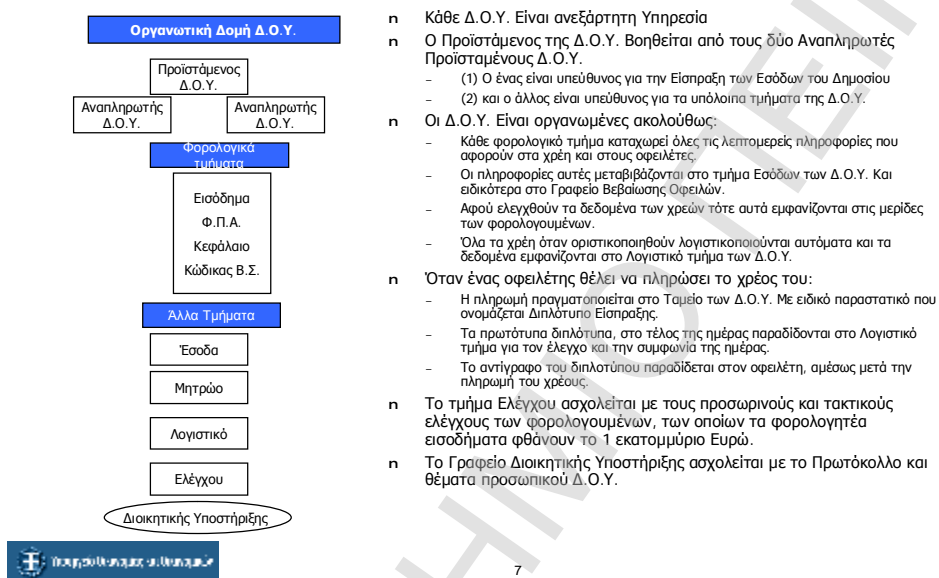 Οργανωτική Δομή Δ.Ο.Υ.
Προϊστάμενος
Δ.Ο.Υ.
Αναπληρωτής
Δ.Ο.Υ.
Αναπληρωτής
Δ.Ο.Υ.
Φορολογικά
τμήματα
Εισόδημα
Φ.Π.Α.
Κεφάλαιο
Κώδικας Β.Σ.
Άλλα Τμήματα
Έσοδα
Μητρώο
Λογιστικό
Ελέγχου
Διοικητικής Υποστήριξης
n Κάθε Δ.Ο.Υ. Είναι ανεξάρτητη Υπηρεσία
n Ο Προϊστάμενος της Δ.Ο.Υ. Βοηθείται από τους δύο Αναπληρωτές
Προϊσταμένους Δ.Ο.Υ.
– (1) Ο ένας είναι υπεύθυνος για την Είσπραξη των Εσόδων του Δημοσίου
– (2) και ο άλλος είναι υπεύθυνος για τα υπόλοιπα τμήματα της Δ.Ο.Υ.
n Οι Δ.Ο.Υ. Είναι οργανωμένες ακολούθως:
– Κάθε φορολογικό τμήμα καταχωρεί όλες τις λεπτομερείς πληροφορίες που
αφορούν στα χρέη και στους οφειλέτες.
– Οι πληροφορίες αυτές μεταβιβάζονται στο τμήμα Εσόδων των Δ.Ο.Υ. Και
ειδικότερα στο Γραφείο Βεβαίωσης Οφειλών.
– Αφού ελεγχθούν τα δεδομένα των χρεών τότε αυτά εμφανίζονται στις μερίδες
των φορολογουμένων.
– Όλα τα χρέη όταν οριστικοποιηθούν λογιστικοποιούνται αυτόματα και τα
δεδομένα εμφανίζονται στο Λογιστικό τμήμα των Δ.Ο.Υ.
n Όταν ένας οφειλέτης θέλει να πληρώσει το χρέος του:
– Η πληρωμή πραγματοποιείται στο Ταμείο των Δ.Ο.Υ. Με ειδικό παραστατικό που
ονομάζεται Διπλότυπο Είσπραξης.
– Τα πρωτότυπα διπλότυπα, στο τέλος της ημέρας παραδίδονται στο Λογιστικό
τμήμα για τον έλεγχο και την συμφωνία της ημέρας.
– Το αντίγραφο του διπλοτύπου παραδίδεται στον οφειλέτη, αμέσως μετά την
πληρωμή του χρέους.
n Το τμήμα Ελέγχου ασχολείται με τους προσωρινούς και τακτικούς
ελέγχους των φορολογουμένων, των οποίων τα φορολογητέα
εισοδήματα φθάνουν το 1 εκατομμύριο Ευρώ.
n Το Γραφείο Διοικητικής Υποστήριξης ασχολείται με το Πρωτόκολλο και
θέματα προσωπικού Δ.Ο.Υ.
7